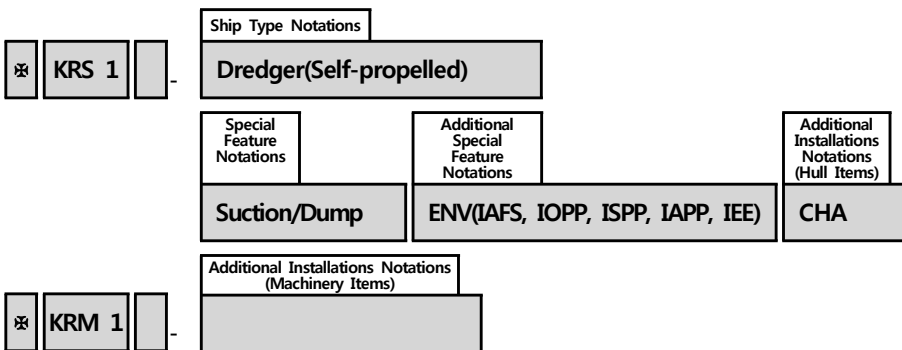 Ship Type Notations
✠ KRS 1 - Dredger(Self-propelled)
Special
Feature
Notations
Additional
Special
Feature
Notations
Additional
Installations
Notations
(Hull Items)
Suction/Dump
ENV(IAFS, IOPP, ISPP, IAPP, IEE)
CHA
Additional Installations Notations
(Machinery Items)
✠ KRM 1 -